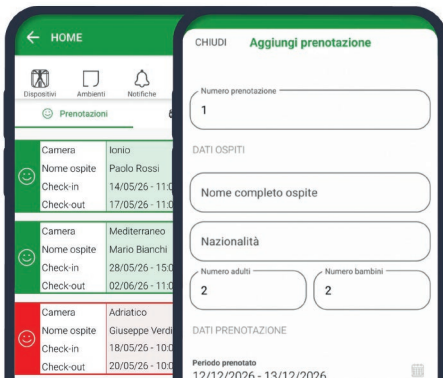 HOME
Dispositivi Ambienti Notifiche
Prenotazioni
Camera Ionio
Nome ospite Paolo Rossi
Check-in 14/05/26 - 11:0
Check-out 17/05/26 - 11:0
Camera Mediterraneo
Nome ospite Mario Bianchi
Check-in 28/05/26 - 15:0
Check-out 02/06/26 - 11:0
Camera Adriatico
Nome ospite Giuseppe Verdi
Check-in 18/05/26 - 10:0
Check-out 20/05/26 - 10:0
CHIUDI Aggiungi prenotazione
Numero prenotazione
1
DATI OSPITI
Nome completo ospite
Nazionalità
Numero adulti Numero bambini
2 2
DATI PRENOTAZIONE
Periodo prenotato
12/12/2026 - 13/12/2026